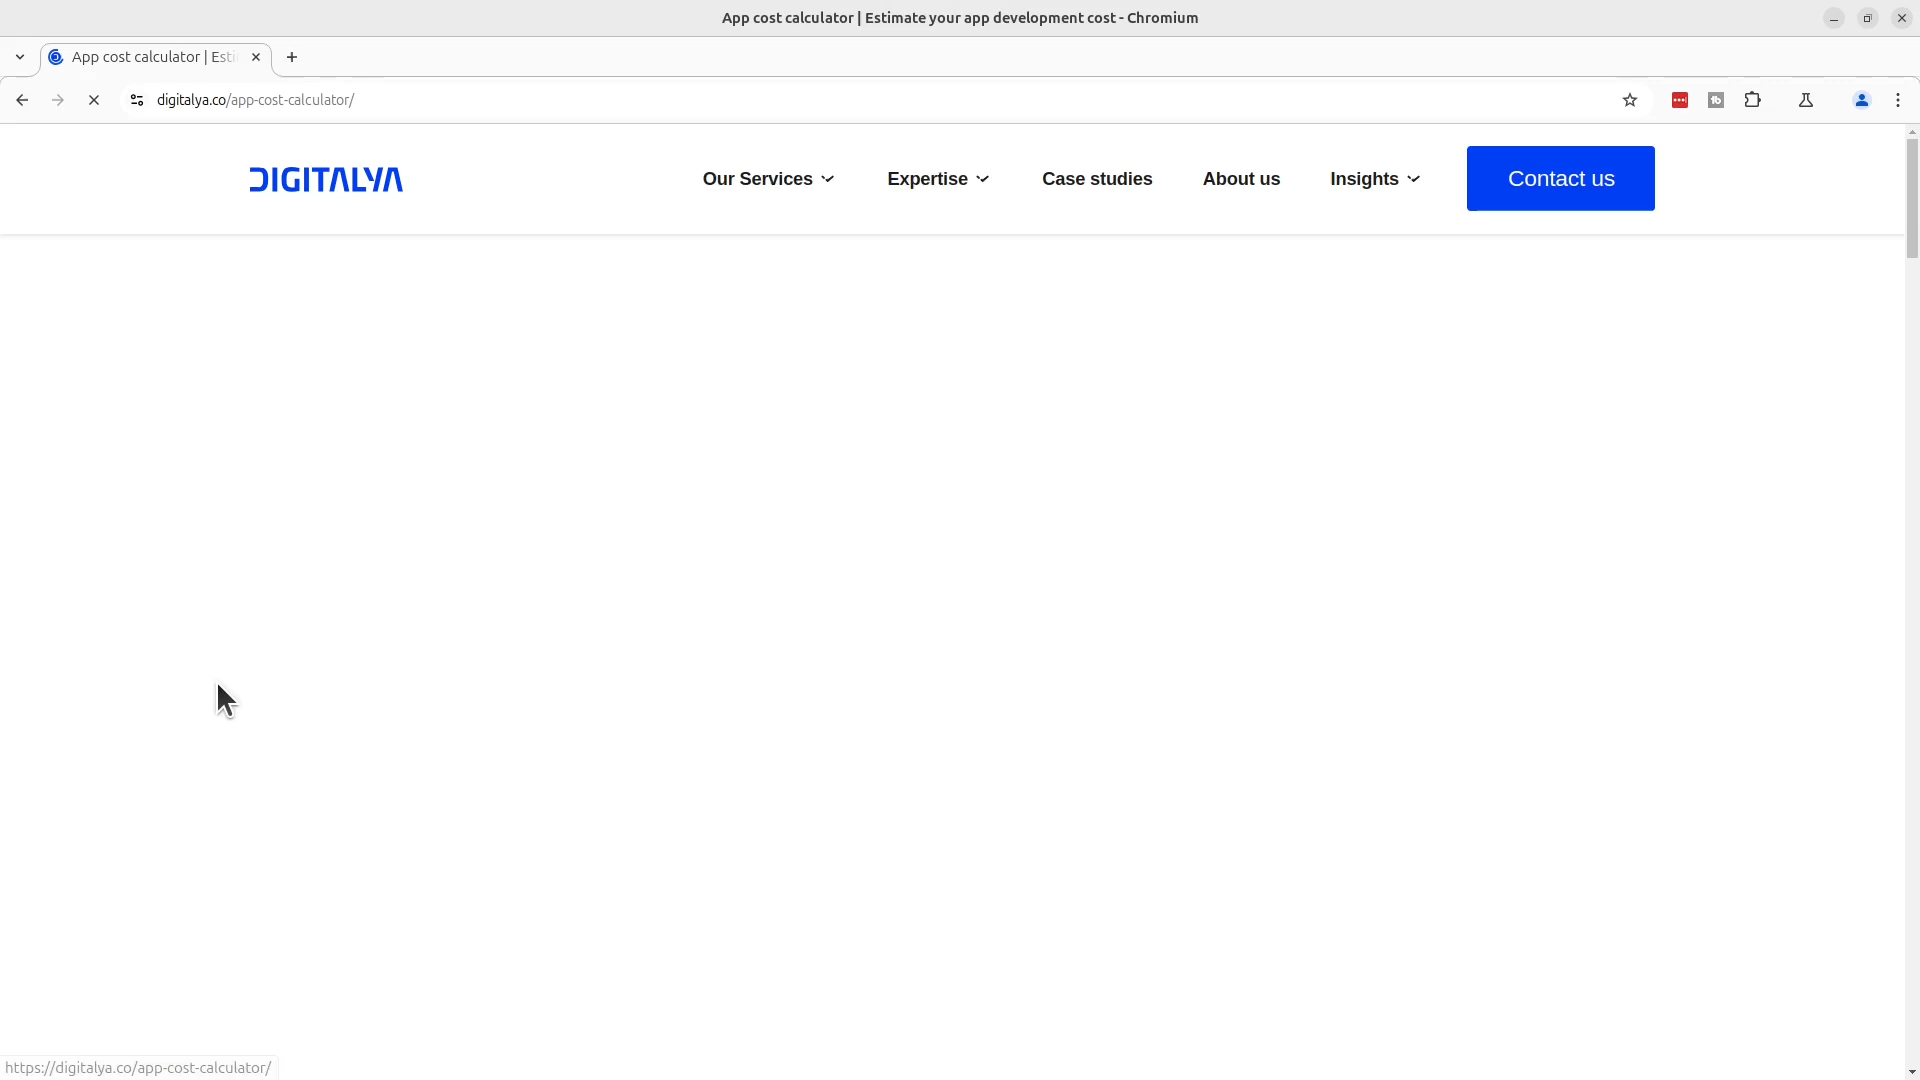 App cost calculator | Estimate your app development cost - Chromium
App cost calculator | Esti
digitalya.co/app-cost-calculator/
DIGITALYA
Our Services
Expertise
Case studies
About us
Insights
Contact us
https://digitalya.co/app-cost-calculator/